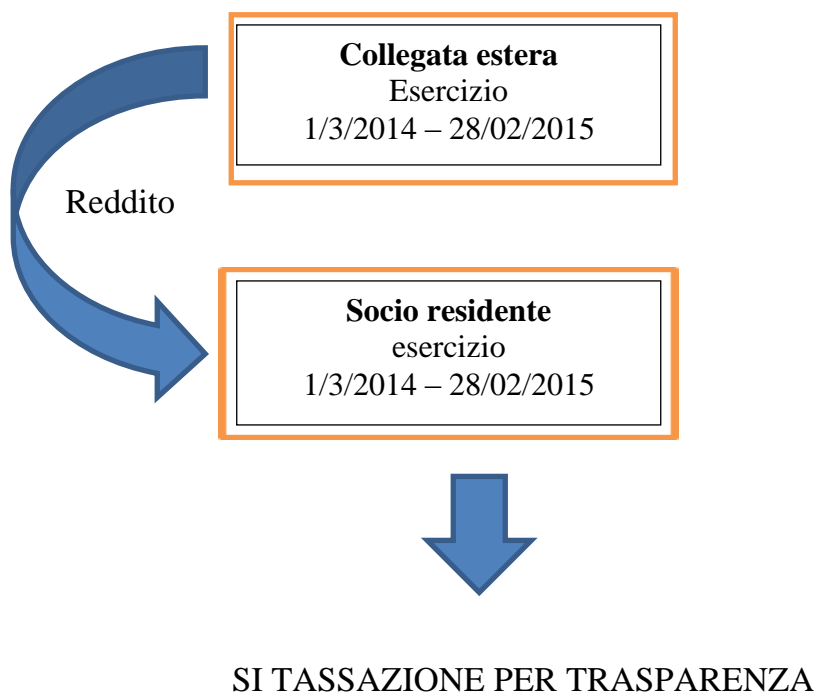 Collegata estera
Esercizio
1/3/2014 – 28/02/2015
Reddito
Socio residente
esercizio
1/3/2014 – 28/02/2015
SI TASSAZIONE PER TRASPARENZA